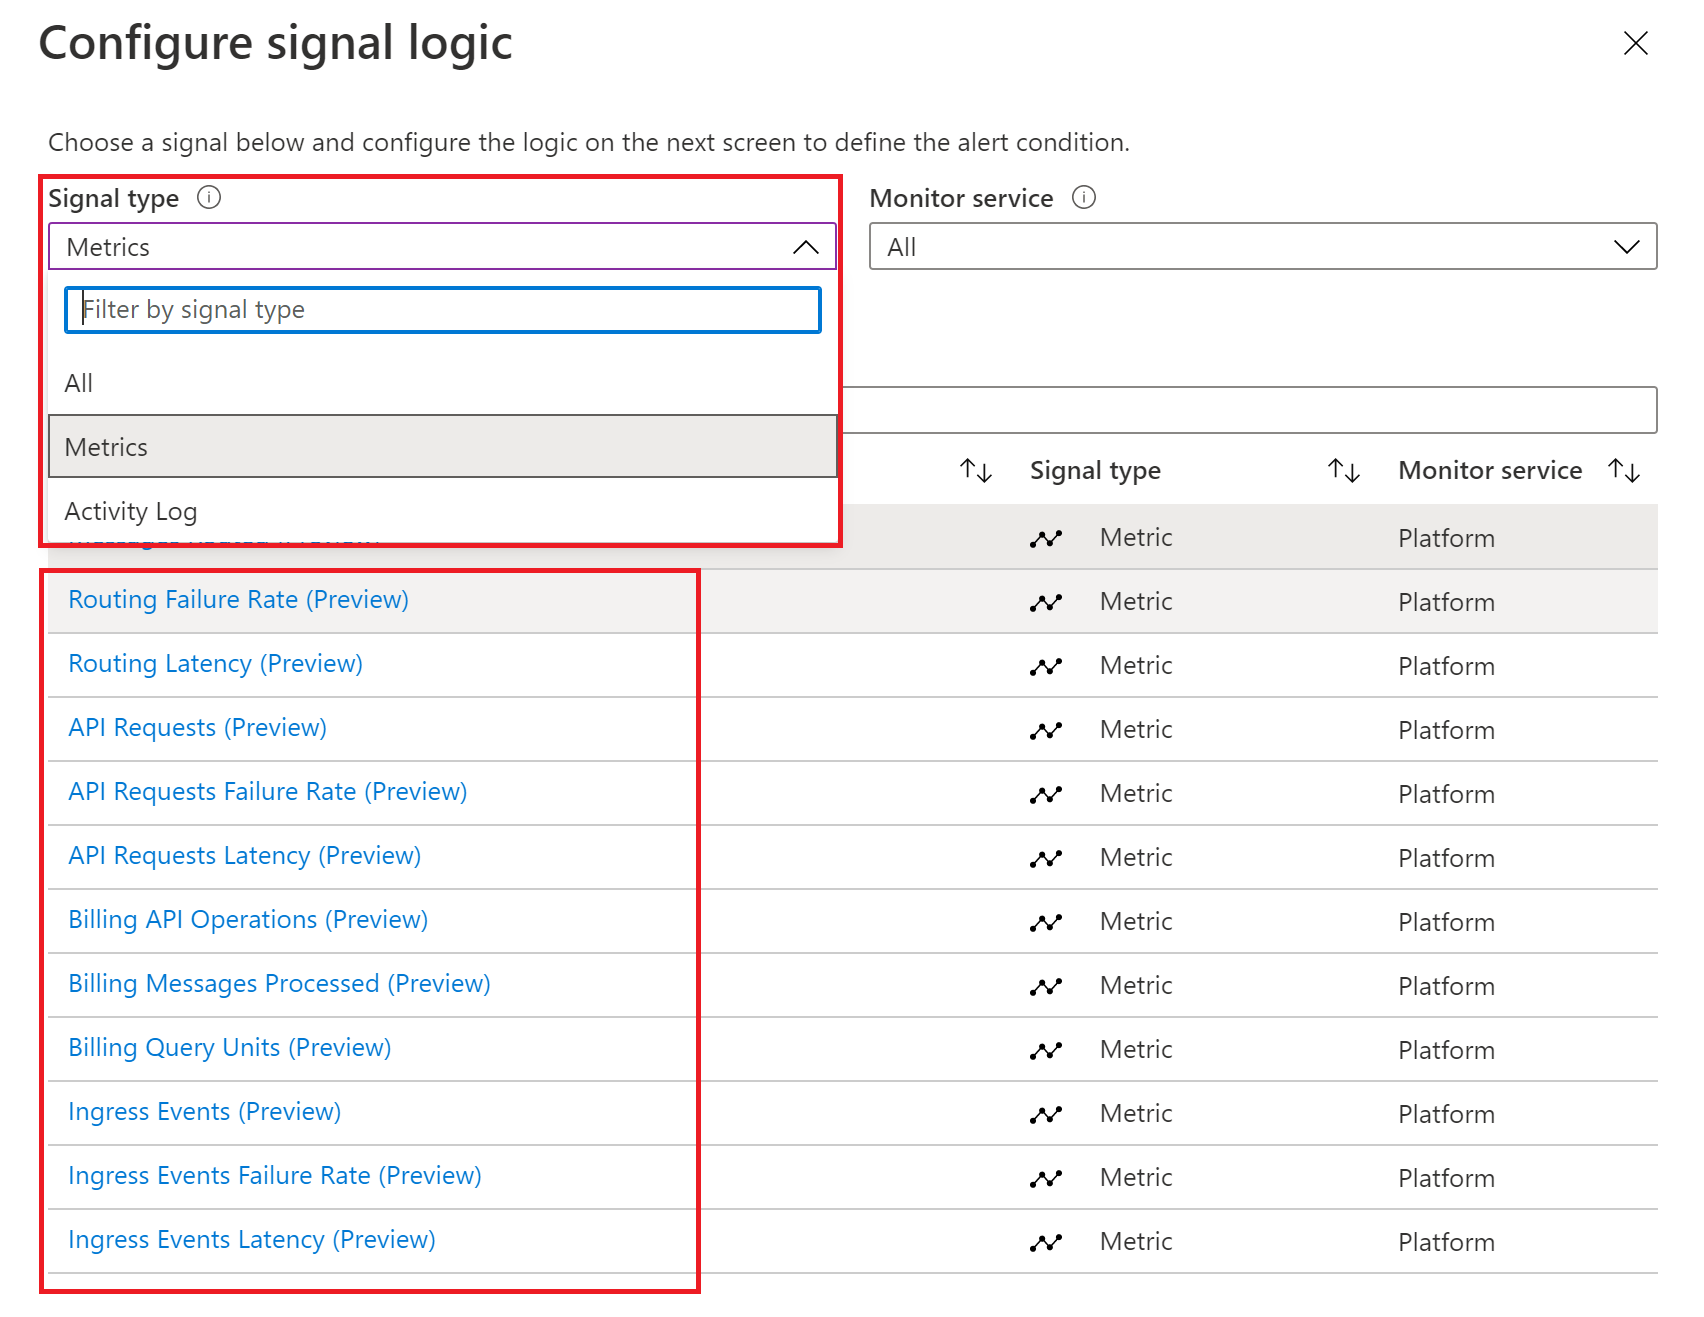 Configure signal logic
Choose a signal below and configure the logic on the next screen to define the alert condition.
Signal type
Monitor service
Metrics
All
Filter by signal type
All
Metrics
Activity Log
Signal type
Monitor service
Metric
Platform
Routing Failure Rate (Preview)
Metric
Platform
Routing Latency (Preview)
Metric
Platform
API Requests (Preview)
Metric
Platform
API Requests Failure Rate (Preview)
Metric
Platform
API Requests Latency (Preview)
Metric
Platform
Billing API Operations (Preview)
Metric
Platform
Billing Messages Processed (Preview)
Metric
Platform
Billing Query Units (Preview)
Metric
Platform
Ingress Events (Preview)
Metric
Platform
Ingress Events Failure Rate (Preview)
Metric
Platform
Ingress Events Latency (Preview)
Metric
Platform